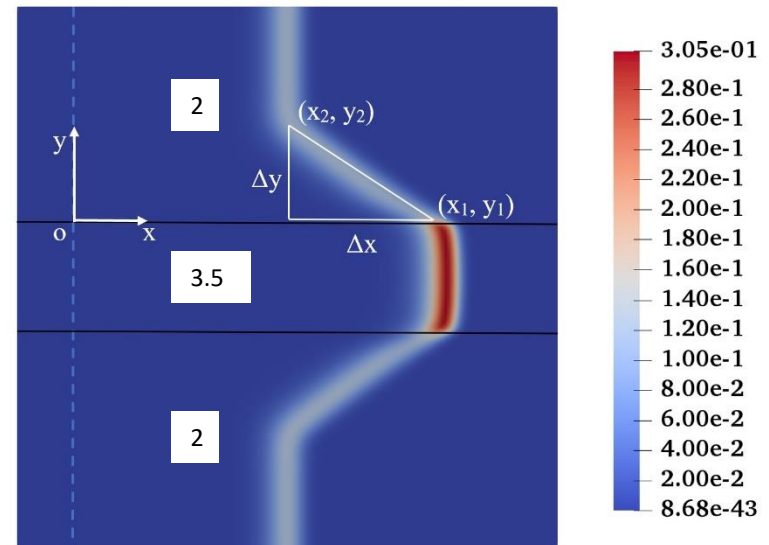 2
(x₂, y₂)
y
Δy
(x₁, y₁)
o
x
Δx
3.5
2
3.05e-01
2.80e-1
2.60e-1
2.40e-1
2.20e-1
2.00e-1
1.80e-1
1.60e-1
1.40e-1
1.20e-1
1.00e-1
8.00e-2
6.00e-2
4.00e-2
2.00e-2
8.68e-43